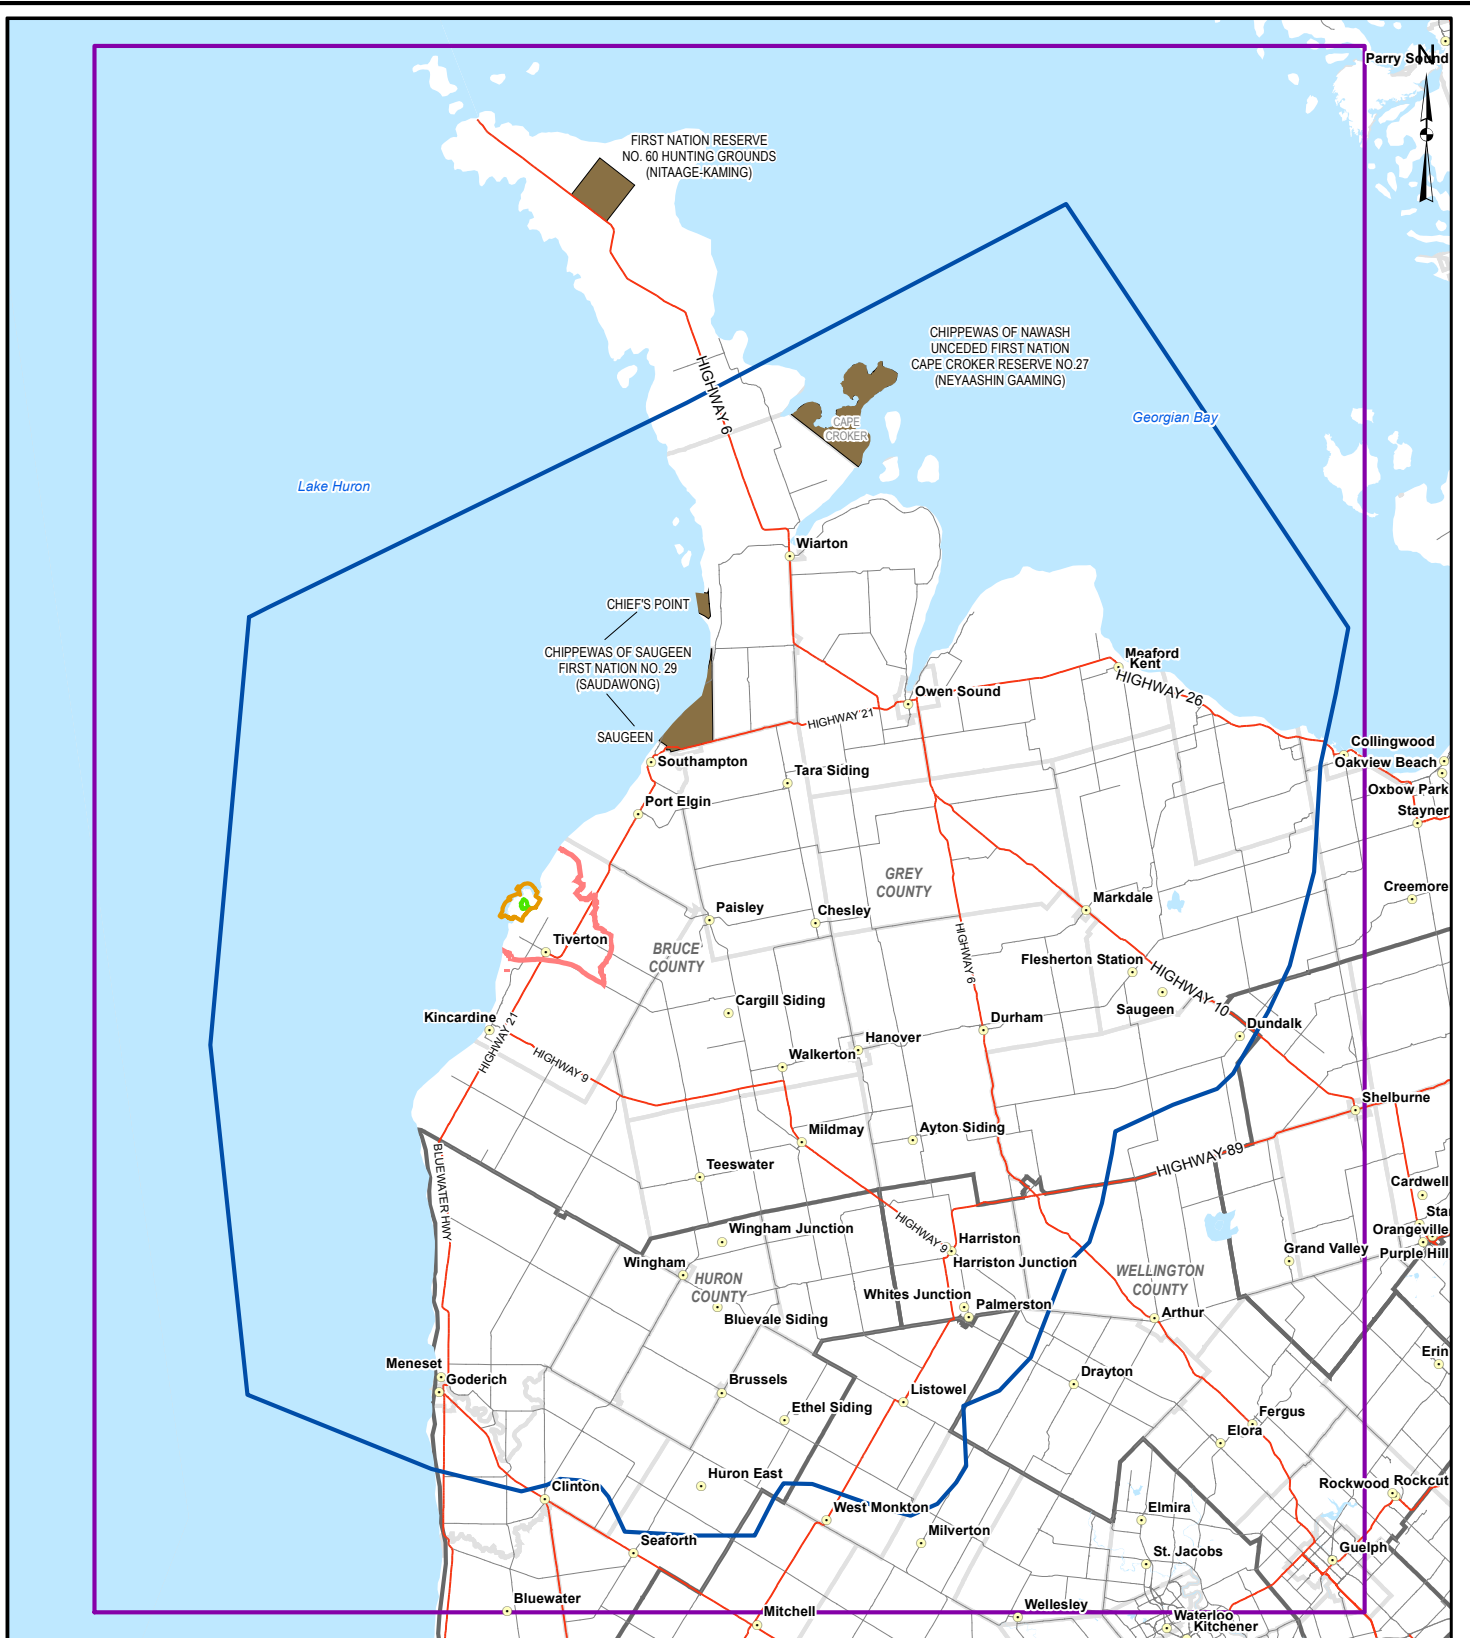 N
Parry Sound
FIRST NATION RESERVE
NO. 60 HUNTING GROUNDS
(NITAAGE-KAMING)
CHIPPEWAS OF NAWASH
UNCEDED FIRST NATION
CAPE CROKER RESERVE NO.27
(NEYAASHIN GAAMING)
HIGHWAY 6
CAPE
CROKER
Georgian Bay
Lake Huron
Wiarton
CHIEF'S POINT
CHIPPEWAS OF SAUGEEN
FIRST NATION NO. 29
(SAUDAWONG)
SAUGEEN
Meaford
Kent
HIGHWAY 26
Owen Sound
HIGHWAY 21
Southampton
Tara Siding
Collingwood
Oakview Beach
Oxbow Park
Stayner
Port Elgin
GREY
COUNTY
Creemore
Markdale
Paisley
Chesley
Tiverton
BRUCE
COUNTY
HIGHWAY 6
Flesherton Station
HIGHWAY 10
Saugeen
Cargill Siding
Kincardine
HIGHWAY 21
Durham
Dundalk
Hanover
HIGHWAY 9
Walkerton
Shelburne
Mildmay
Ayton Siding
BLUEWATER HWY
Teeswater
HIGHWAY 89
Cardwell
Star
Wingham Junction
HIGHWAY 9
Harriston
Orangeville
Grand Valley
Purple Hill
Wingham
Harriston Junction
HURON
COUNTY
WELLINGTON
COUNTY
Whites Junction
Palmerston
Bluevale Siding
Arthur
Erin
Meneset
Goderich
Brussels
Drayton
Listowel
Ethel Siding
Fergus
Elora
Huron East
Rockwood
Rockcut
Clinton
West Monkton
Elmira
Milverton
Seaforth
St. Jacobs
Guelph
Bluewater
Mitchell
Wellesley
Waterloo
Kitchener